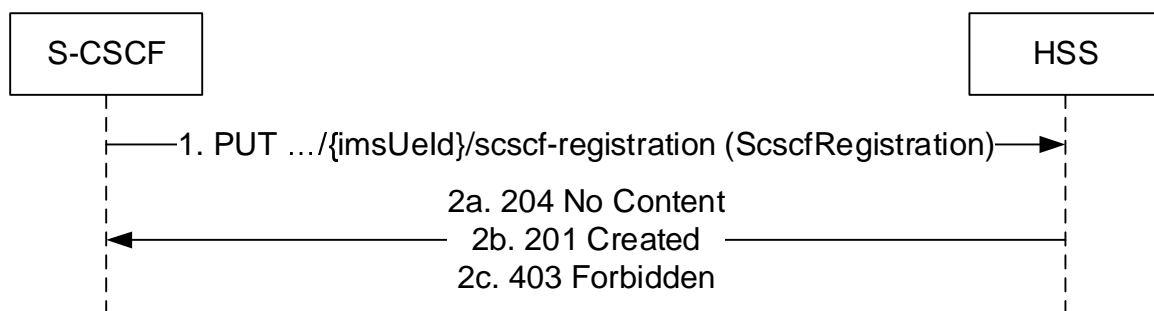 S-CSCF
HSS
1. PUT …/{imsUeId}/scscf-registration (ScscfRegistration)
2a. 204 No Content
2b. 201 Created
2c. 403 Forbidden